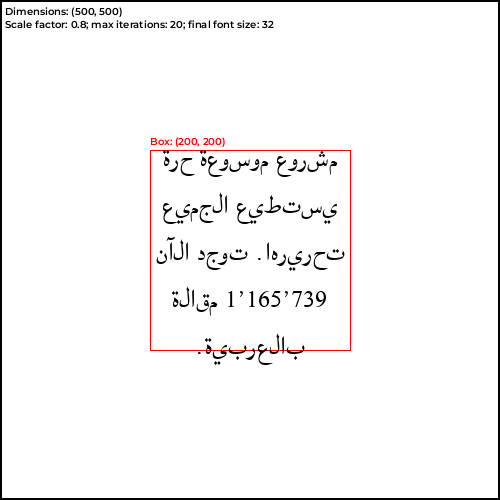 Dimensions: (500, 500)
Scale factor: 0.8; max iterations: 20; final font size: 32
Box: (200, 200)
مشروع موسوعة حرة
يستطيع الجميع
تحريرها. توجد الآن
1’165’739 مقالة
بالعربية.